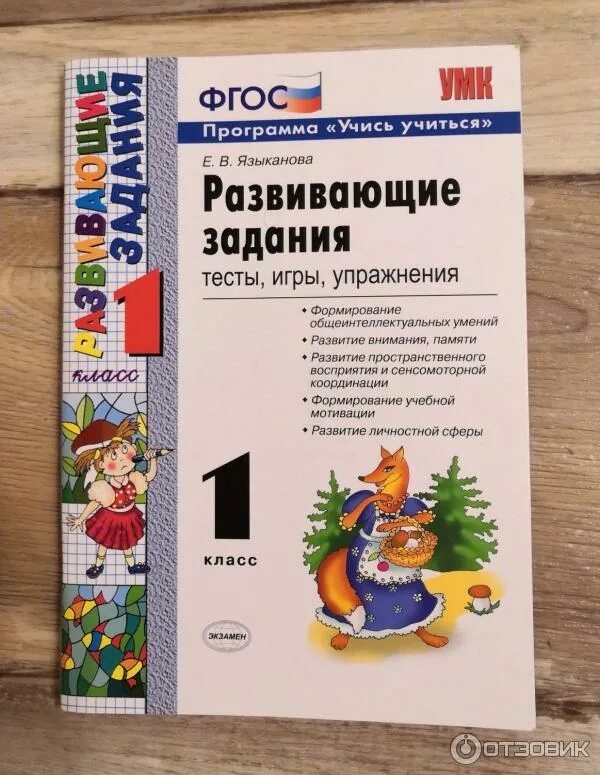 РАЗВИВАЮЩИЕ
ЗАДАНИЯ
1
класс
ФГОС
УМК
Программа «Учись учиться»
Е. В. Языканова
Развивающие
задания
тесты, игры, упражнения
• Формирование
общеинтеллектуальных умений
• Развитие внимания, памяти
• Развитие пространственного
восприятия и сенсомоторной
координации
• Формирование учебной
мотивации
• Развитие личностной сферы
1
класс
ЭКЗАМЕН
ОТЗОВИК